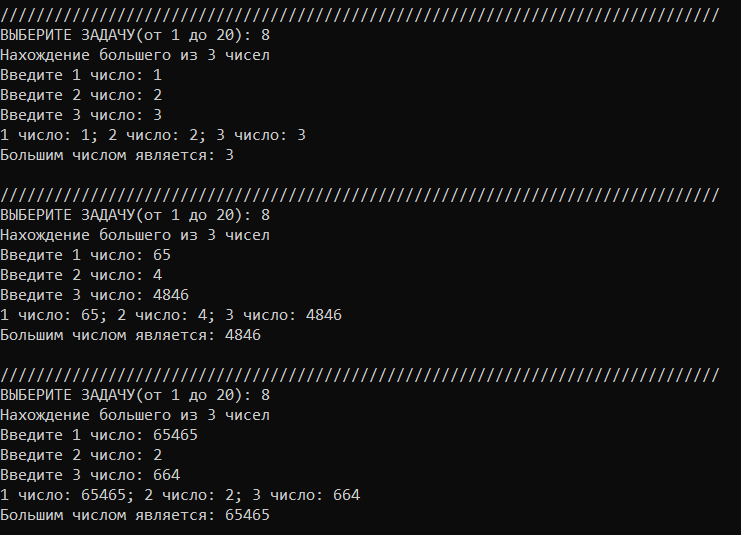 ////////////////////////////////////////////////////////////////////////////////
ВЫБЕРИТЕ ЗАДАЧУ(от 1 до 20): 8
Нахождение большего из 3 чисел
Введите 1 число: 1
Введите 2 число: 2
Введите 3 число: 3
1 число: 1; 2 число: 2; 3 число: 3
Большим числом является: 3
////////////////////////////////////////////////////////////////////////////////
ВЫБЕРИТЕ ЗАДАЧУ(от 1 до 20): 8
Нахождение большего из 3 чисел
Введите 1 число: 65
Введите 2 число: 4
Введите 3 число: 4846
1 число: 65; 2 число: 4; 3 число: 4846
Большим числом является: 4846
////////////////////////////////////////////////////////////////////////////////
ВЫБЕРИТЕ ЗАДАЧУ(от 1 до 20): 8
Нахождение большего из 3 чисел
Введите 1 число: 65465
Введите 2 число: 2
Введите 3 число: 664
1 число: 65465; 2 число: 2; 3 число: 664
Большим числом является: 65465